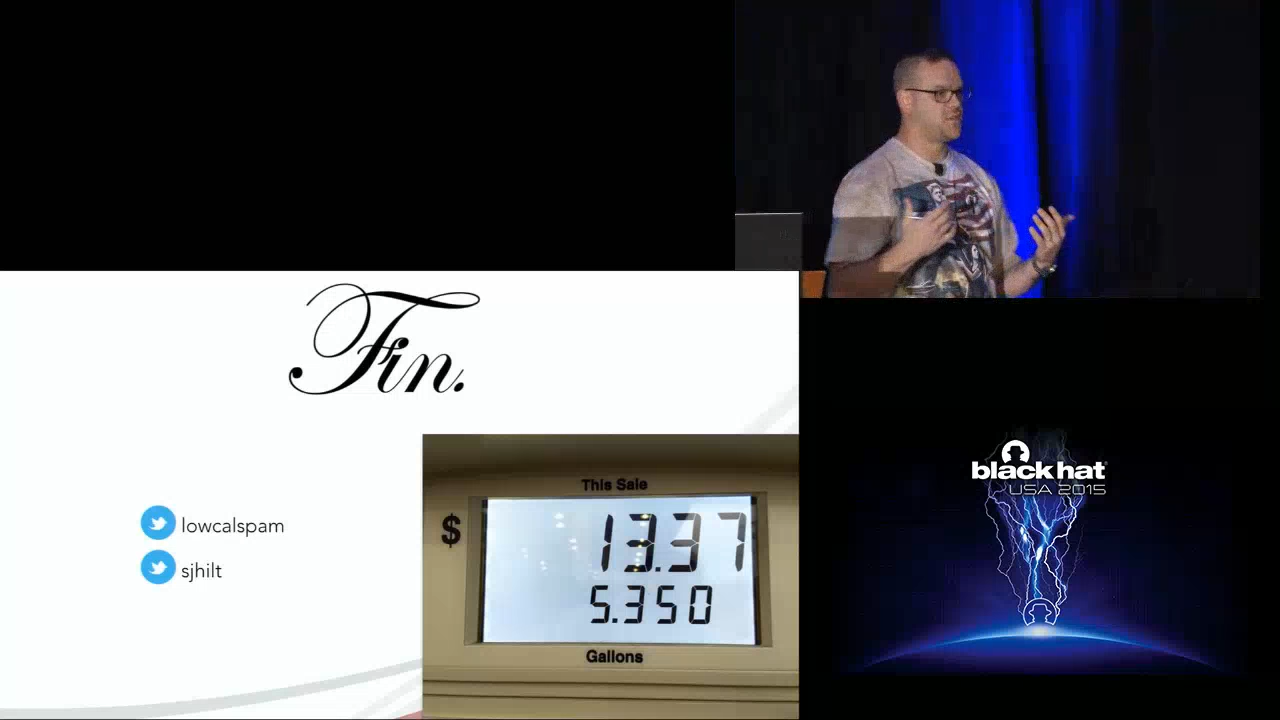 Fin.
lowcalspam
sjhilt
This Sale
$ 13.37
5.350
Gallons
black hat
USA 2015